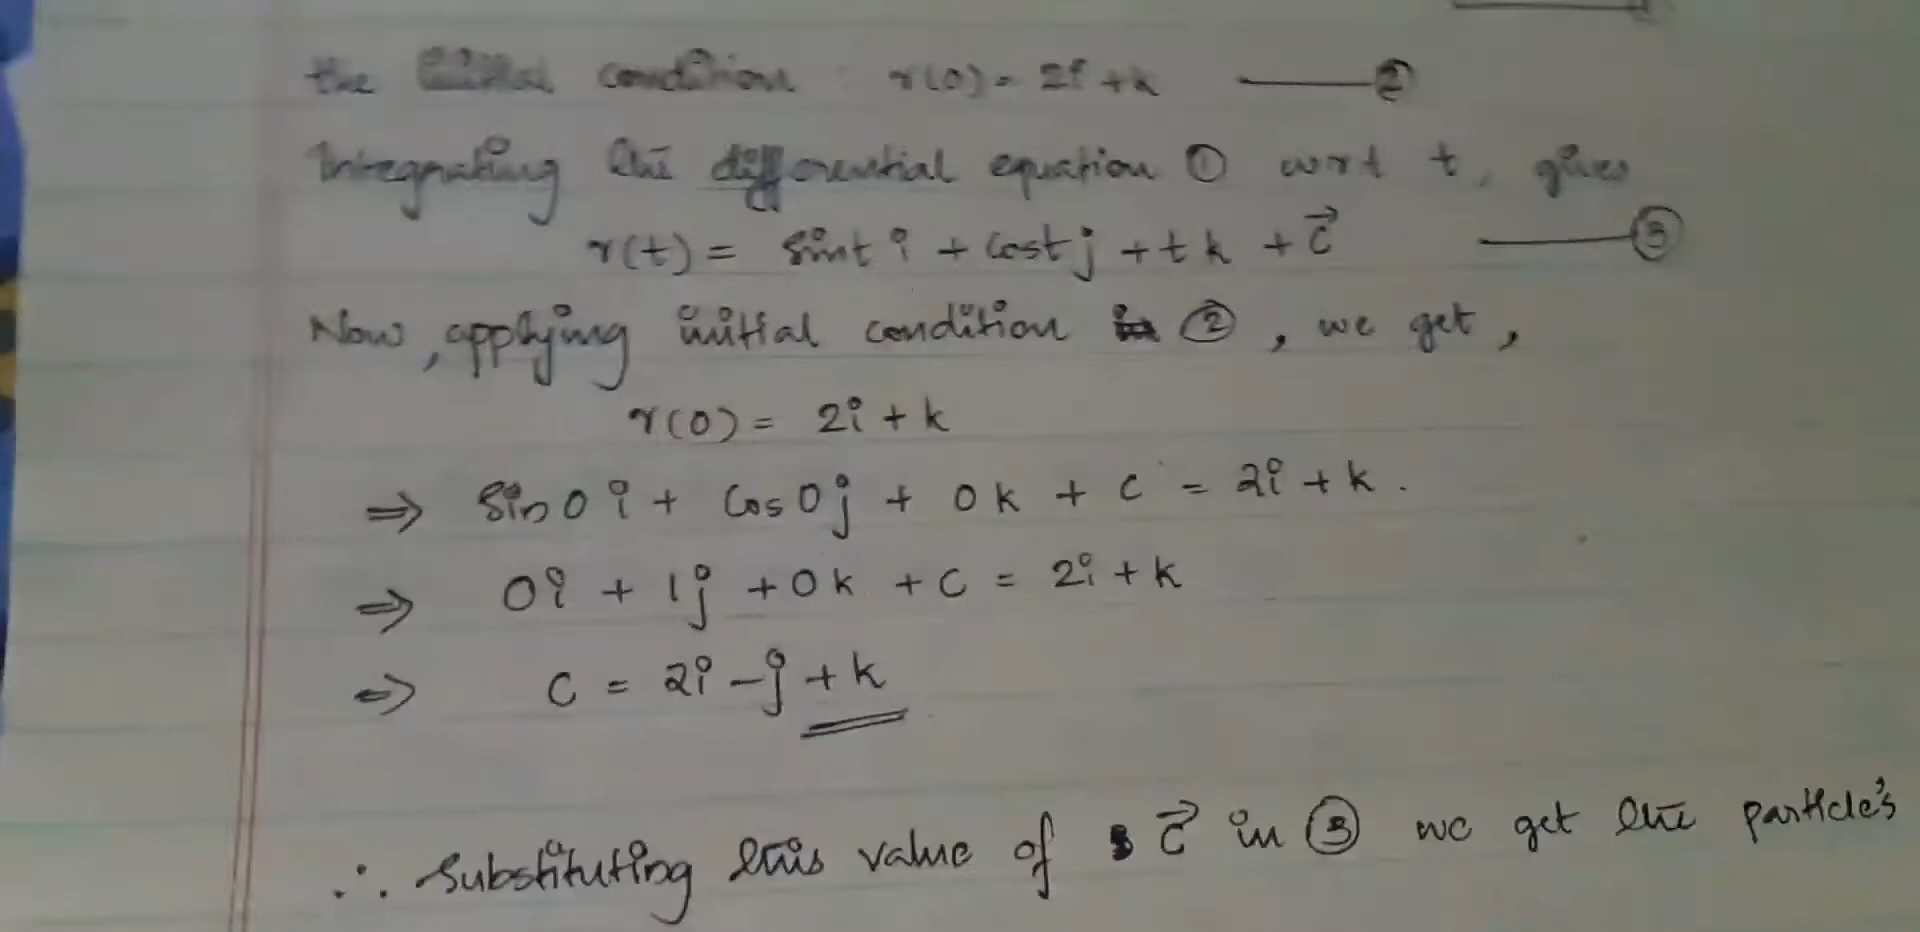 the initial condition r(0) = 2i + k —— ②
Integrating the differential equation ① wrt t, gives
r(t) = sint i + cost j + t k + c⃗ —— ③
Now, applying initial condition ②, we get,
r(0) = 2i + k
⇒ Sin 0 i + Cos 0 j + 0 k + c = 2i + k.
⇒ 0i + 1j + 0k + c = 2i + k
⇒ c = 2i - j + k
∴ Substituting this value of c⃗ in ③ we get the particle's